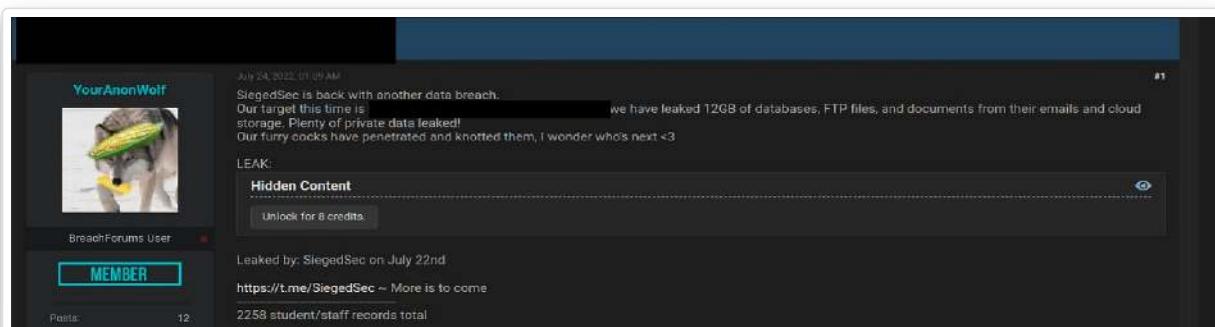 YourAnonWolf
July 24, 2022, 01:09 AM
#1
SiegedSec is back with another data breach.
Our target this time is we have leaked 12GB of databases, FTP files, and documents from their emails and cloud
storage. Plenty of private data leaked!
Our furry cocks have penetrated and knotted them, I wonder who's next <3
LEAK:
Hidden Content
Unlock for 8 credits.
BreachForums User
MEMBER
Posts: 12
Leaked by: SiegedSec on July 22nd
https://t.me/SiegedSec ~ More is to come
2258 student/staff records total